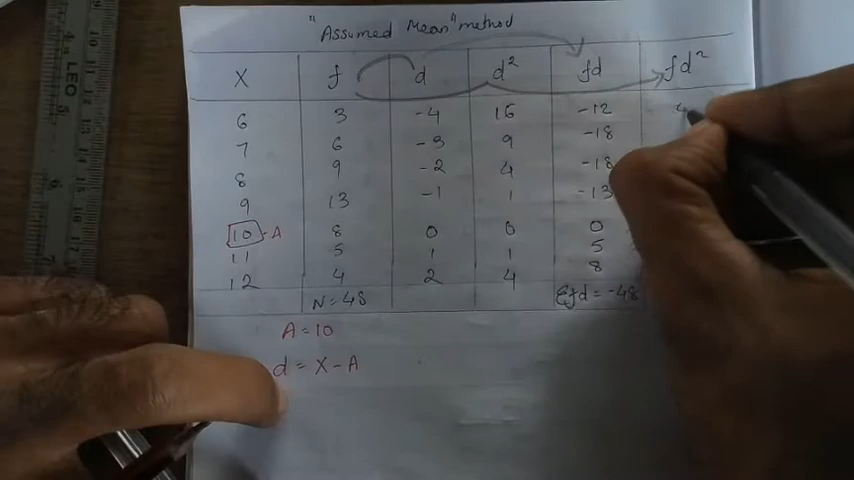 "Assumed Mean" method
X f d d² fd fd²
6 3 -4 16 -12 4
7 6 -3 9 -18
8 9 -2 4 -18
9 13 -1 1 -13
10 -A 8 0 0 0
11 5 1 1 5
12 4 2 4 8
N = 48 Σfd = -48
A = 10
d = X - A
LEO